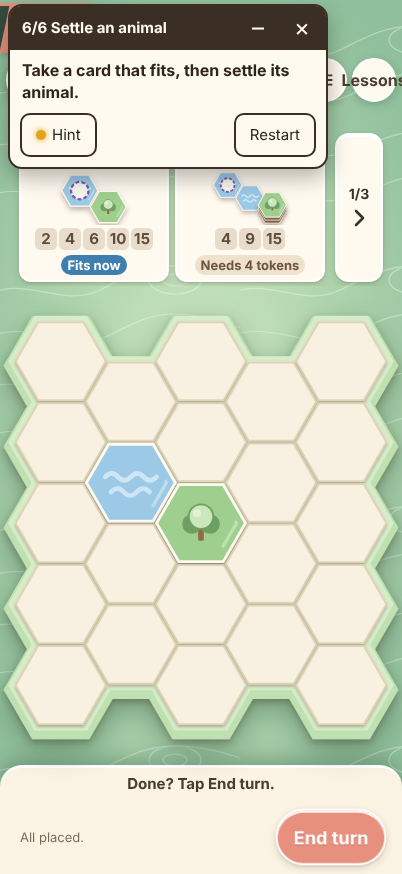 6/6 Settle an animal
Take a card that fits, then settle its
animal.
Hint
Restart
Lessons
2 4 6 10 15
4 9 15
1/3
Fits now
Needs 4 tokens
Done? Tap End turn.
All placed.
End turn